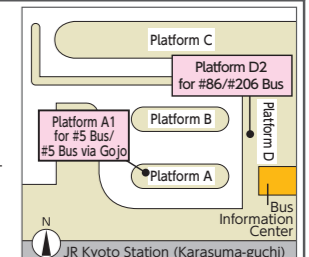 Platform C
Platform D2
for #86/#206 Bus
Platform A1
for #5 Bus/
#5 Bus via Gojo
Platform B
Platform D
Platform A
Bus
Information
Center
N
JR Kyoto Station (Karasuma-guchi)